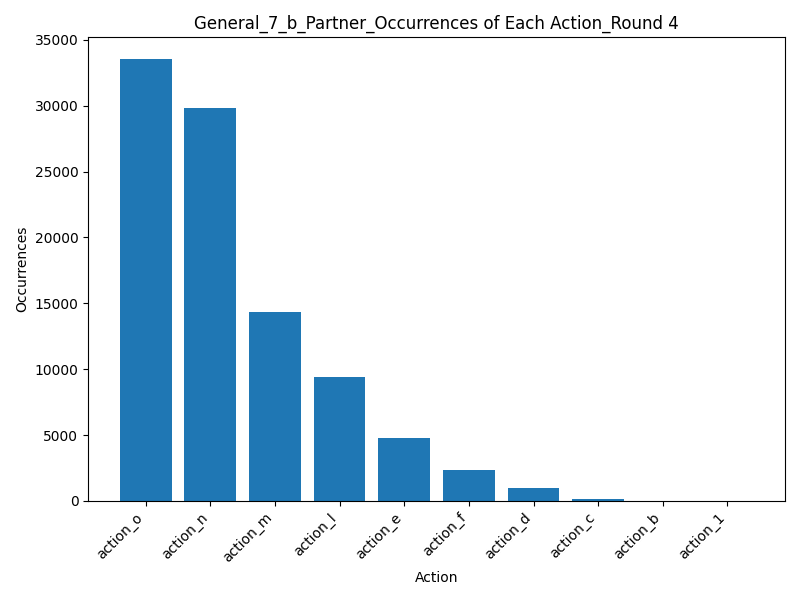 General_7_b_Partner_Occurrences of Each Action_Round 4
35000
30000
25000
20000
15000
10000
5000
0
Occurrences
action_o
action_n
action_m
action_l
action_e
action_f
action_d
action_c
action_b
action_1
Action